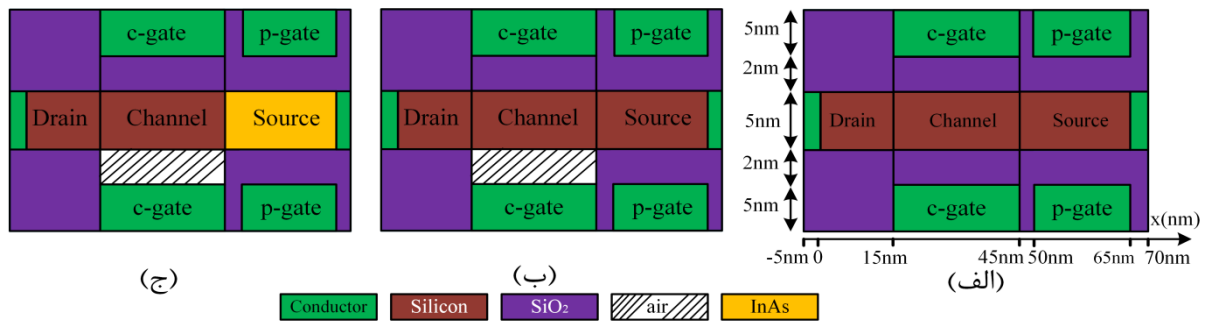 c-gate p-gate
Drain Channel Source
c-gate p-gate
(ج)
c-gate p-gate
Drain Channel Source
c-gate p-gate
(ب)
5nm
2nm
5nm
2nm
5nm
c-gate p-gate
Drain Channel Source
c-gate p-gate
x(nm)
-5nm 0 15nm 45nm 50nm 65nm 70nm
(الف)
Conductor Silicon SiO₂ air InAs